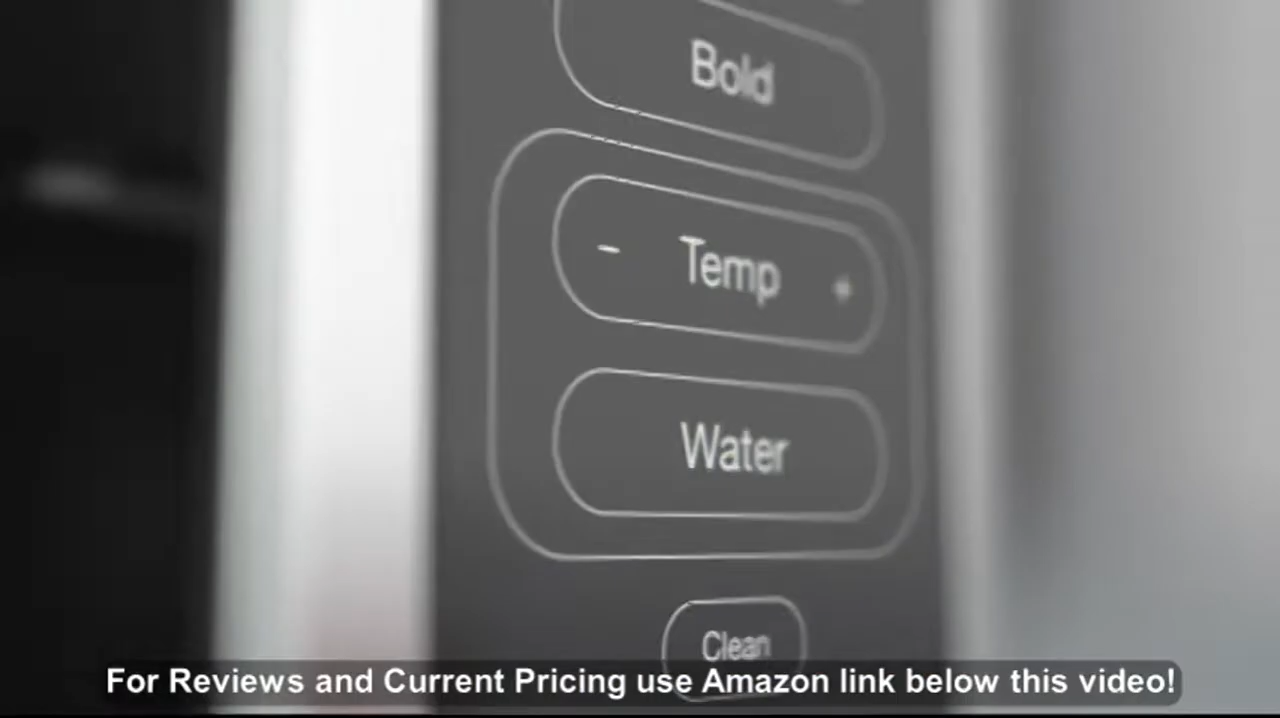 Bold
- Temp +
Water
Clean
For Reviews and Current Pricing use Amazon link below this video!